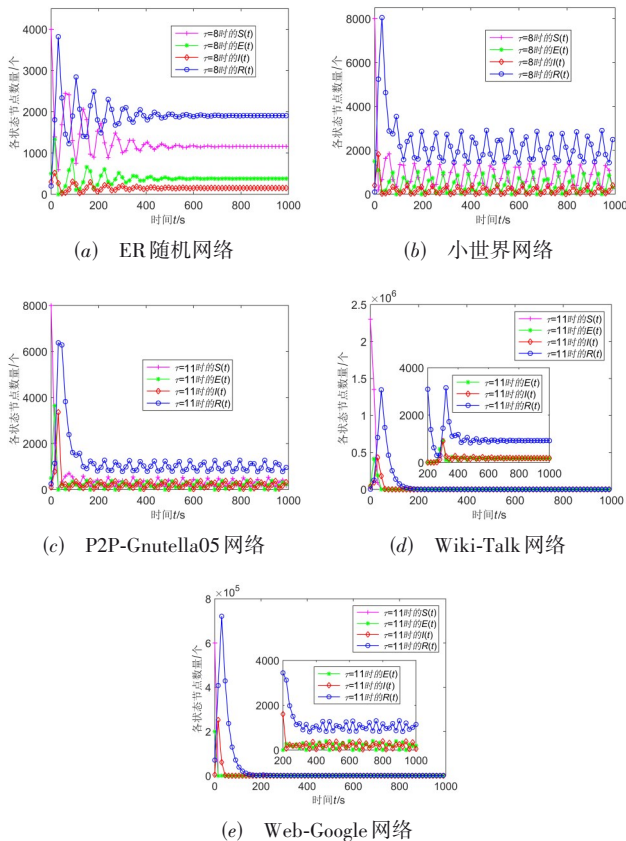 4000
3000
2000
1000
0
各状态节点数量/个
τ=8时的S(t)
τ=8时的E(t)
τ=8时的I(t)
τ=8时的R(t)
0 200 400 600 800 1000
时间t/s
(a) ER随机网络
8000
6000
4000
2000
0
各状态节点数量/个
τ=8时的S(t)
τ=8时的E(t)
τ=8时的I(t)
τ=8时的R(t)
0 200 400 600 800 1000
时间t/s
(b) 小世界网络
8000
6000
4000
2000
0
各状态节点数量/个
τ=11时的S(t)
τ=11时的E(t)
τ=11时的I(t)
τ=11时的R(t)
0 200 400 600 800 1000
时间t/s
(c) P2P-Gnutella05网络
×10⁶
2.5
2
1.5
1
0.5
0
各状态节点数量/个
τ=11时的S(t)
τ=11时的E(t)
τ=11时的I(t)
τ=11时的R(t)
4000
2000
0
τ=11时的E(t)
τ=11时的I(t)
τ=11时的R(t)
200 400 600 800 1000
0 200 400 600 800 1000
时间t/s
(d) Wiki-Talk网络
×10⁵
8
6
4
2
0
各状态节点数量/个
τ=11时的S(t)
τ=11时的E(t)
τ=11时的I(t)
τ=11时的R(t)
4000
2000
0
τ=11时的E(t)
τ=11时的I(t)
τ=11时的R(t)
200 400 600 800 1000
0 200 400 600 800 1000
时间t/s
(e) Web-Google网络